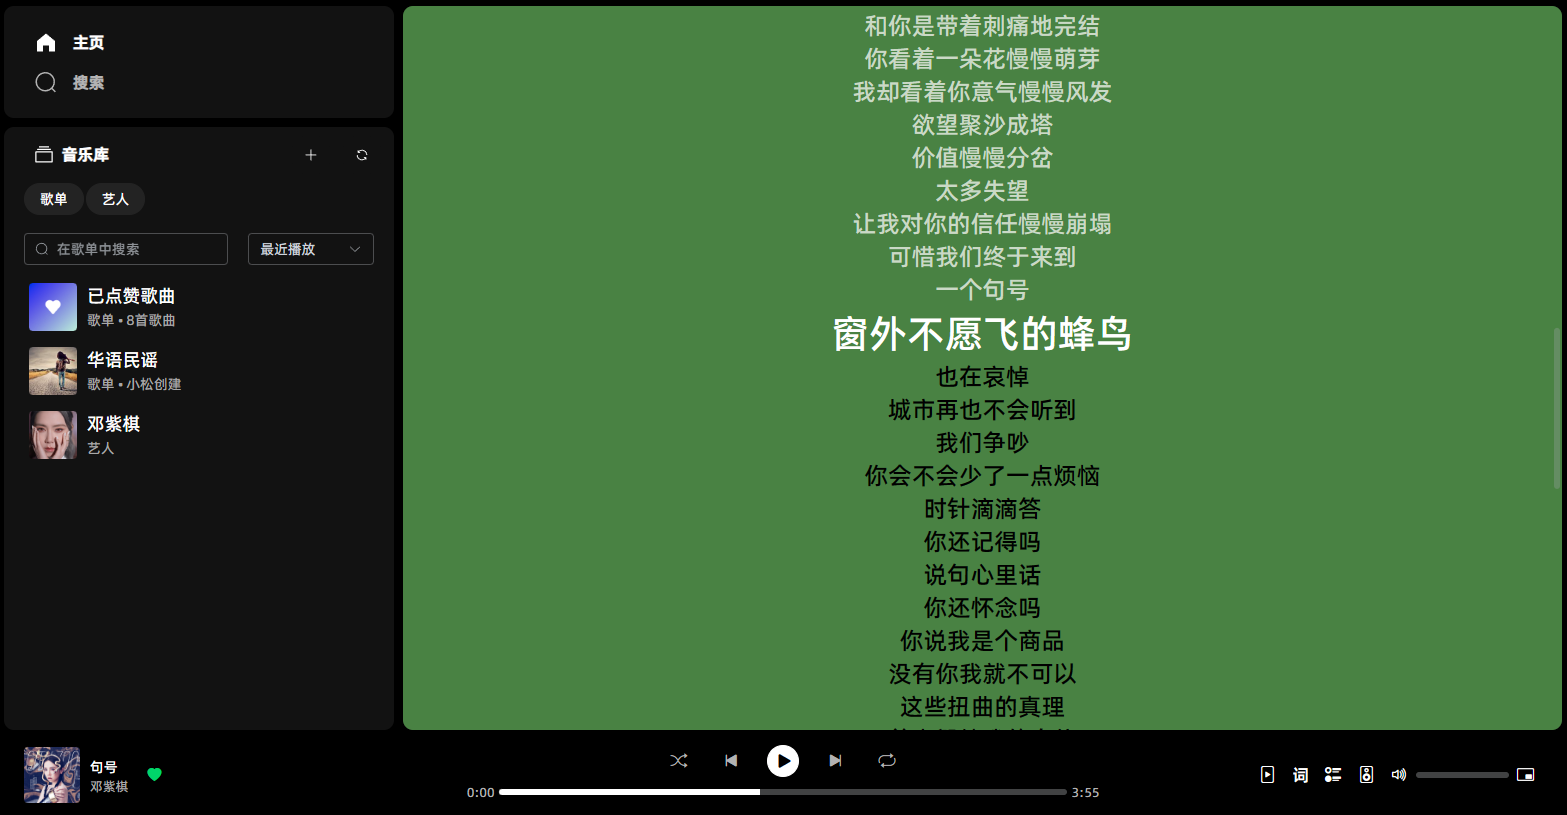 主页
搜索
音乐库
歌单
艺人
在歌单中搜索
最近播放
已点赞歌曲
歌单 • 8首歌曲
华语民谣
歌单 • 小松创建
邓紫棋
艺人
和你是带着刺痛地完结
你看着一朵花慢慢萌芽
我却看着你意气慢慢风发
欲望聚沙成塔
价值慢慢分岔
太多失望
让我对你的信任慢慢崩塌
可惜我们终于来到
一个句号
窗外不愿飞的蜂鸟
也在哀悼
城市再也不会听到
我们争吵
你会不会少了一点烦恼
时针滴滴答
你还记得吗
说句心里话
你还怀念吗
你说我是个商品
没有你我就不可以
这些扭曲的真理
句号
邓紫棋
0:00
3:55
词